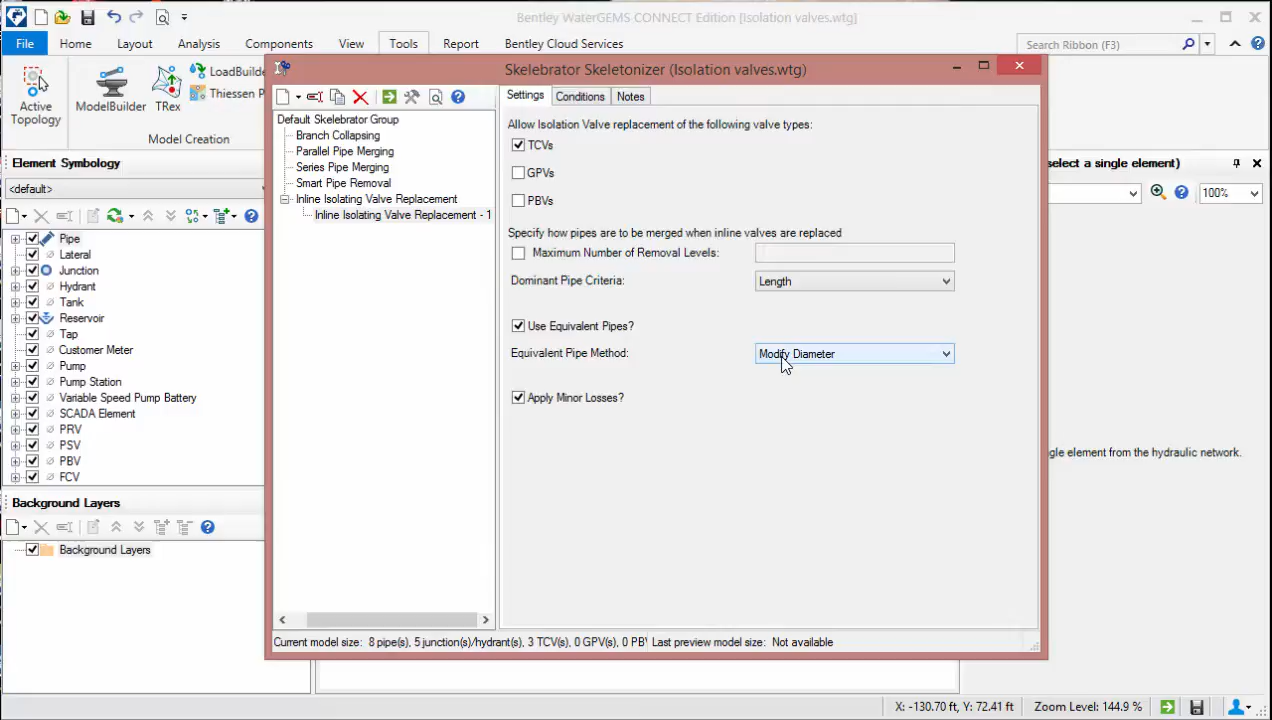 Bentley WaterGEMS CONNECT Edition [Isolation valves.wtg]
File Home Layout Analysis Components View Tools Report Bentley Cloud Services
Search Ribbon (F3)
Active
Topology
ModelBuilder
TRex
LoadBuilde
Thiessen P
Model Creation
Element Symbology
<default>
Pipe
Lateral
Junction
Hydrant
Tank
Reservoir
Tap
Customer Meter
Pump
Pump Station
Variable Speed Pump Battery
SCADA Element
PRV
PSV
PBV
FCV
Background Layers
Background Layers
Skelebrator Skeletonizer (Isolation valves.wtg)
Default Skelebrator Group
Branch Collapsing
Parallel Pipe Merging
Series Pipe Merging
Smart Pipe Removal
Inline Isolating Valve Replacement
Inline Isolating Valve Replacement - 1
Settings Conditions Notes
Allow Isolation Valve replacement of the following valve types:
TCVs
GPVs
PBVs
Specify how pipes are to be merged when inline valves are replaced
Maximum Number of Removal Levels:
Dominant Pipe Criteria: Length
Use Equivalent Pipes?
Equivalent Pipe Method: Modify Diameter
Apply Minor Losses?
Current model size: 8 pipe(s), 5 junction(s)/hydrant(s), 3 TCV(s), 0 GPV(s), 0 PBV Last preview model size: Not available
select a single element)
100%
gle element from the hydraulic network.
X: -130.70 ft, Y: 72.41 ft Zoom Level: 144.9 %